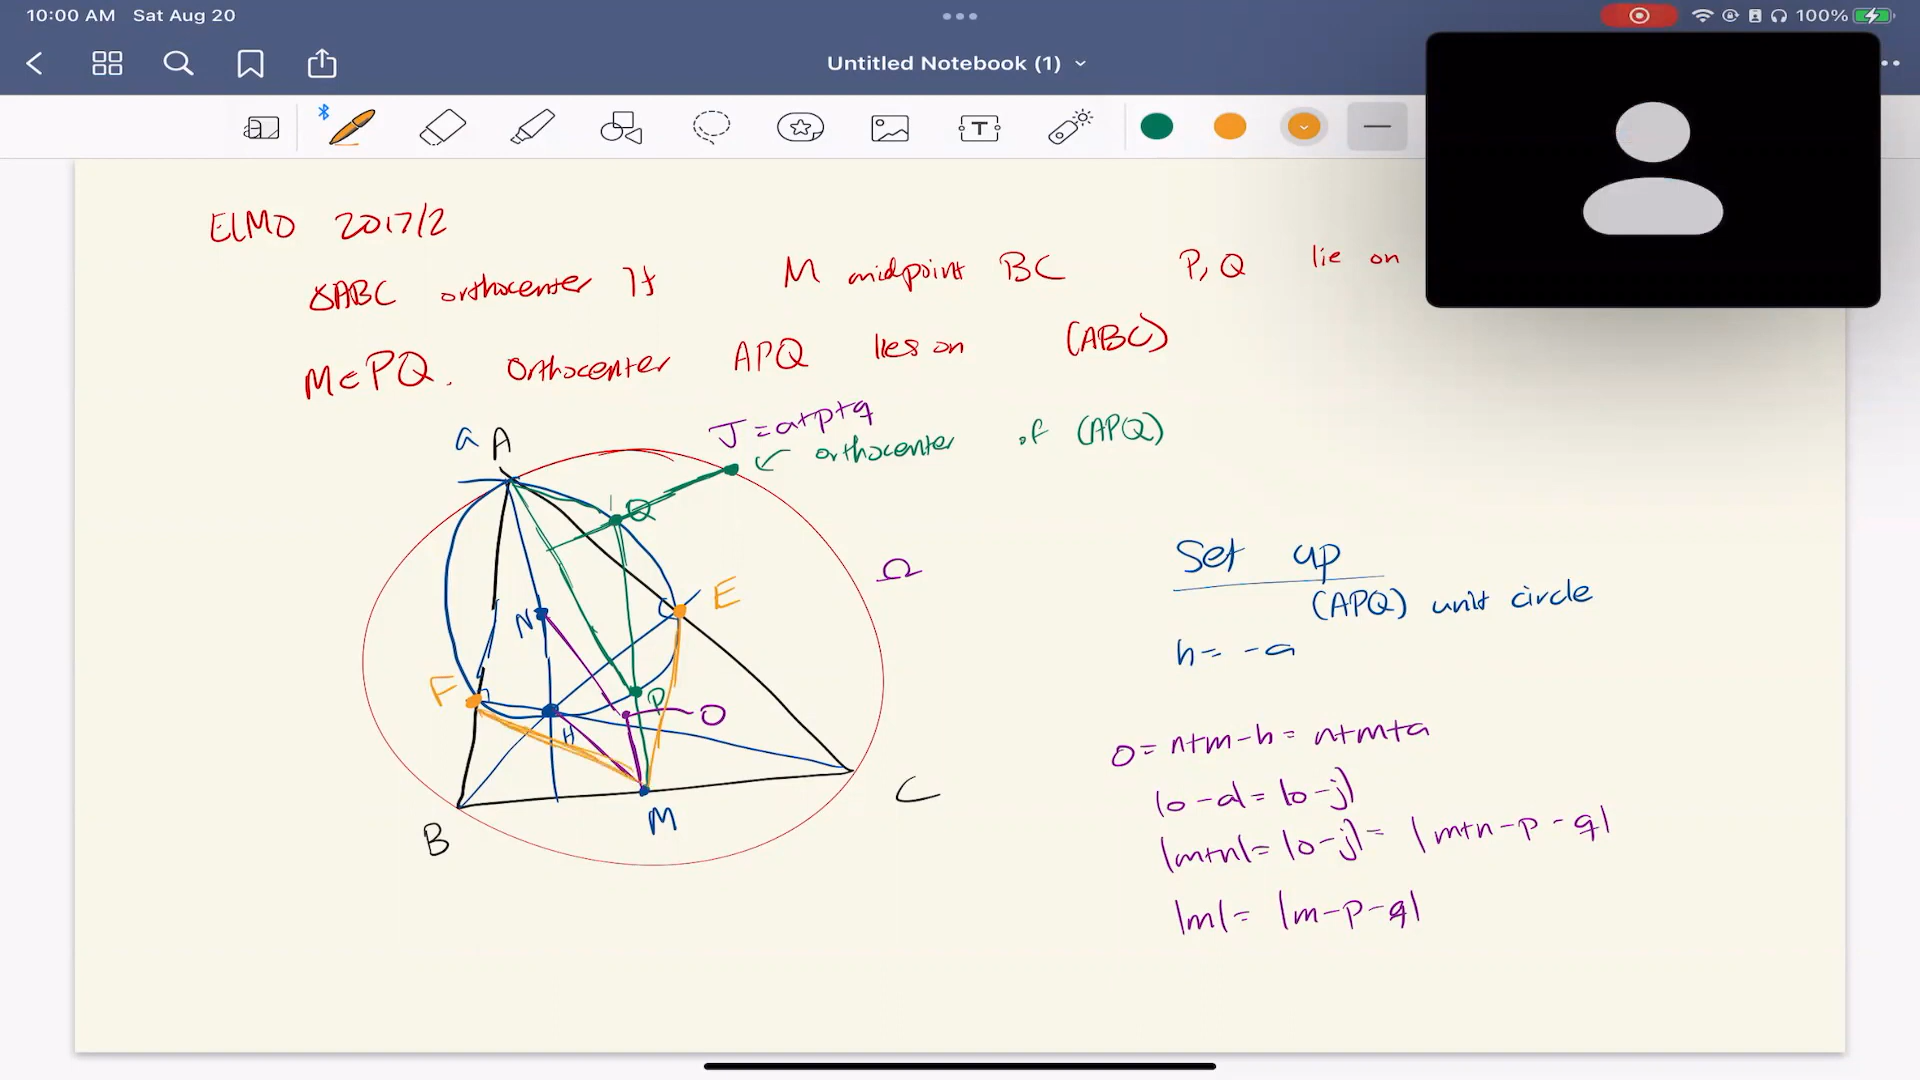 10:00 AM Sat Aug 20
100%
Untitled Notebook (1)
ELMO 2017/2
△ABC orthocenter H M midpoint BC P, Q lie on
M∈PQ. Orthocenter APQ lies on (ABC)
J = a+p+q
orthocenter of (APQ)
a A
Q
Ω
E
N
F
P
O
H
B
M
C
Set up
(APQ) unit circle
h = -a
o = n+m-h = n+m+a
|o-a| = |o-j|
|m+n| = |o-j| = |m+n-p-q|
|m| = |m-p-q|